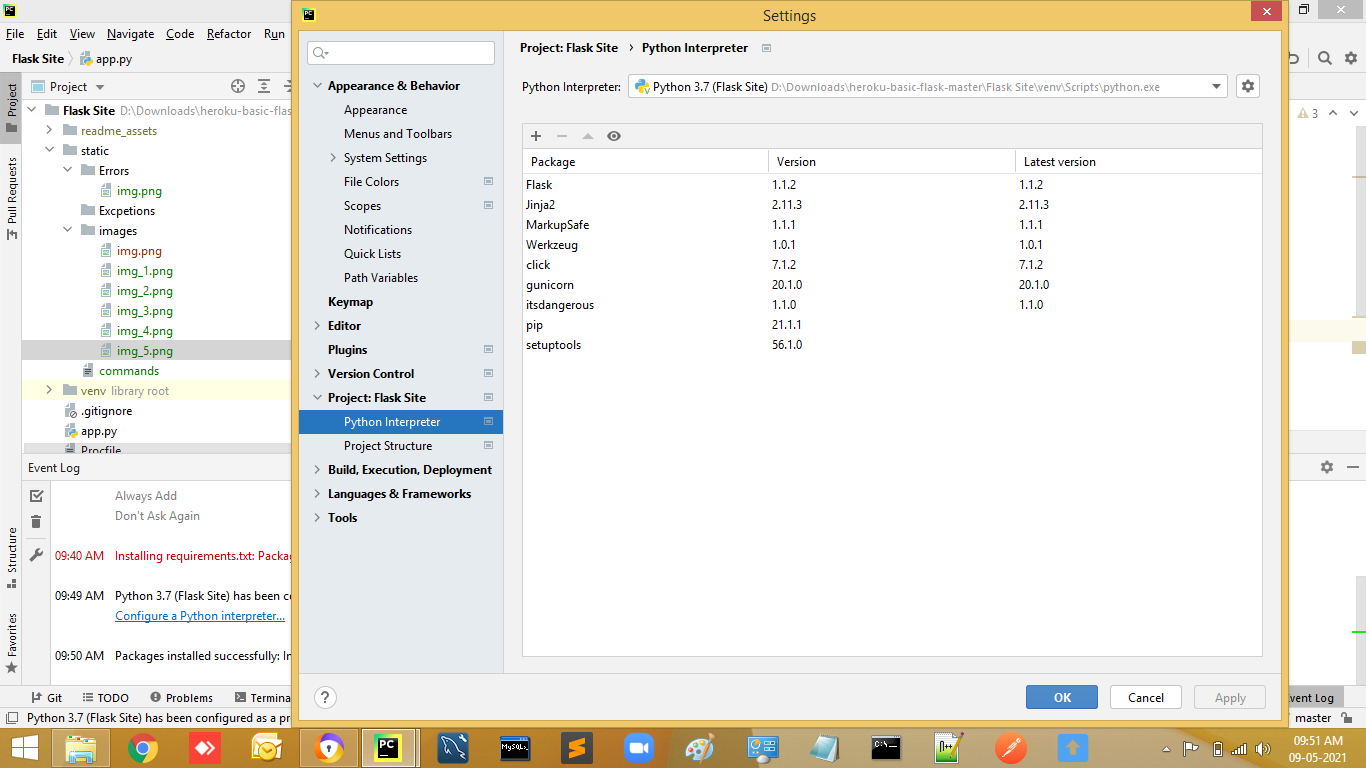 Settings
File Edit View Navigate Code Refactor Run
Flask Site app.py
Project
Flask Site D:\Downloads\heroku-basic-flas
readme_assets
static
Errors
img.png
Excpetions
images
img.png
img_1.png
img_2.png
img_3.png
img_4.png
img_5.png
commands
venv library root
.gitignore
app.py
Procfile
Project
Pull Requests
Structure
Favorites
Event Log
Always Add
Don't Ask Again
09:40 AM Installing requirements.txt: Packag
09:49 AM Python 3.7 (Flask Site) has been co
Configure a Python interpreter...
09:50 AM Packages installed successfully: In
Git TODO Problems Termina
Python 3.7 (Flask Site) has been configured as a pr
Appearance & Behavior
Appearance
Menus and Toolbars
System Settings
File Colors
Scopes
Notifications
Quick Lists
Path Variables
Keymap
Editor
Plugins
Version Control
Project: Flask Site
Python Interpreter
Project Structure
Build, Execution, Deployment
Languages & Frameworks
Tools
Project: Flask Site › Python Interpreter
Python Interpreter: Python 3.7 (Flask Site) D:\Downloads\heroku-basic-flask-master\Flask Site\venv\Scripts\python.exe
Package Version Latest version
Flask 1.1.2 1.1.2
Jinja2 2.11.3 2.11.3
MarkupSafe 1.1.1 1.1.1
Werkzeug 1.0.1 1.0.1
click 7.1.2 7.1.2
gunicorn 20.1.0 20.1.0
itsdangerous 1.1.0 1.1.0
pip 21.1.1
setuptools 56.1.0
? OK Cancel Apply
3
vent Log
master
PC
MySQL
C:\
09:51 AM
09-05-2021